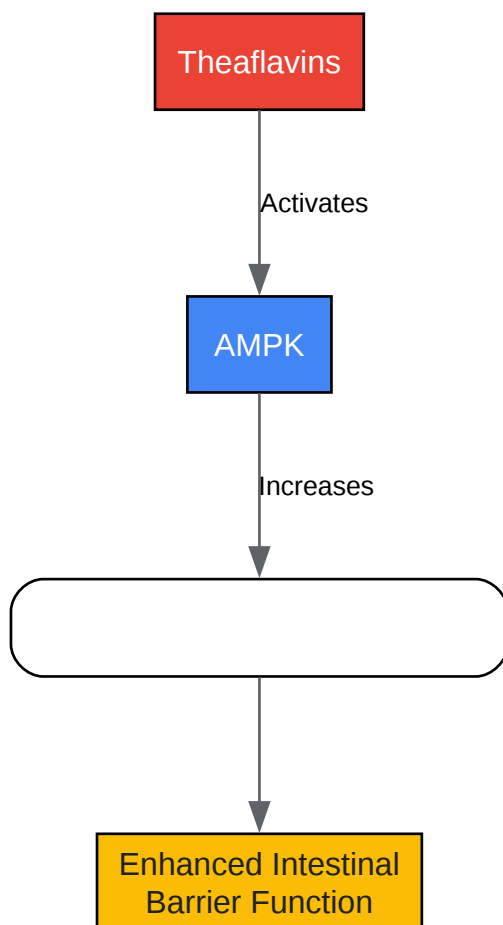 Theaflavins
Activates
AMPK
Increases
Enhanced Intestinal
Barrier Function